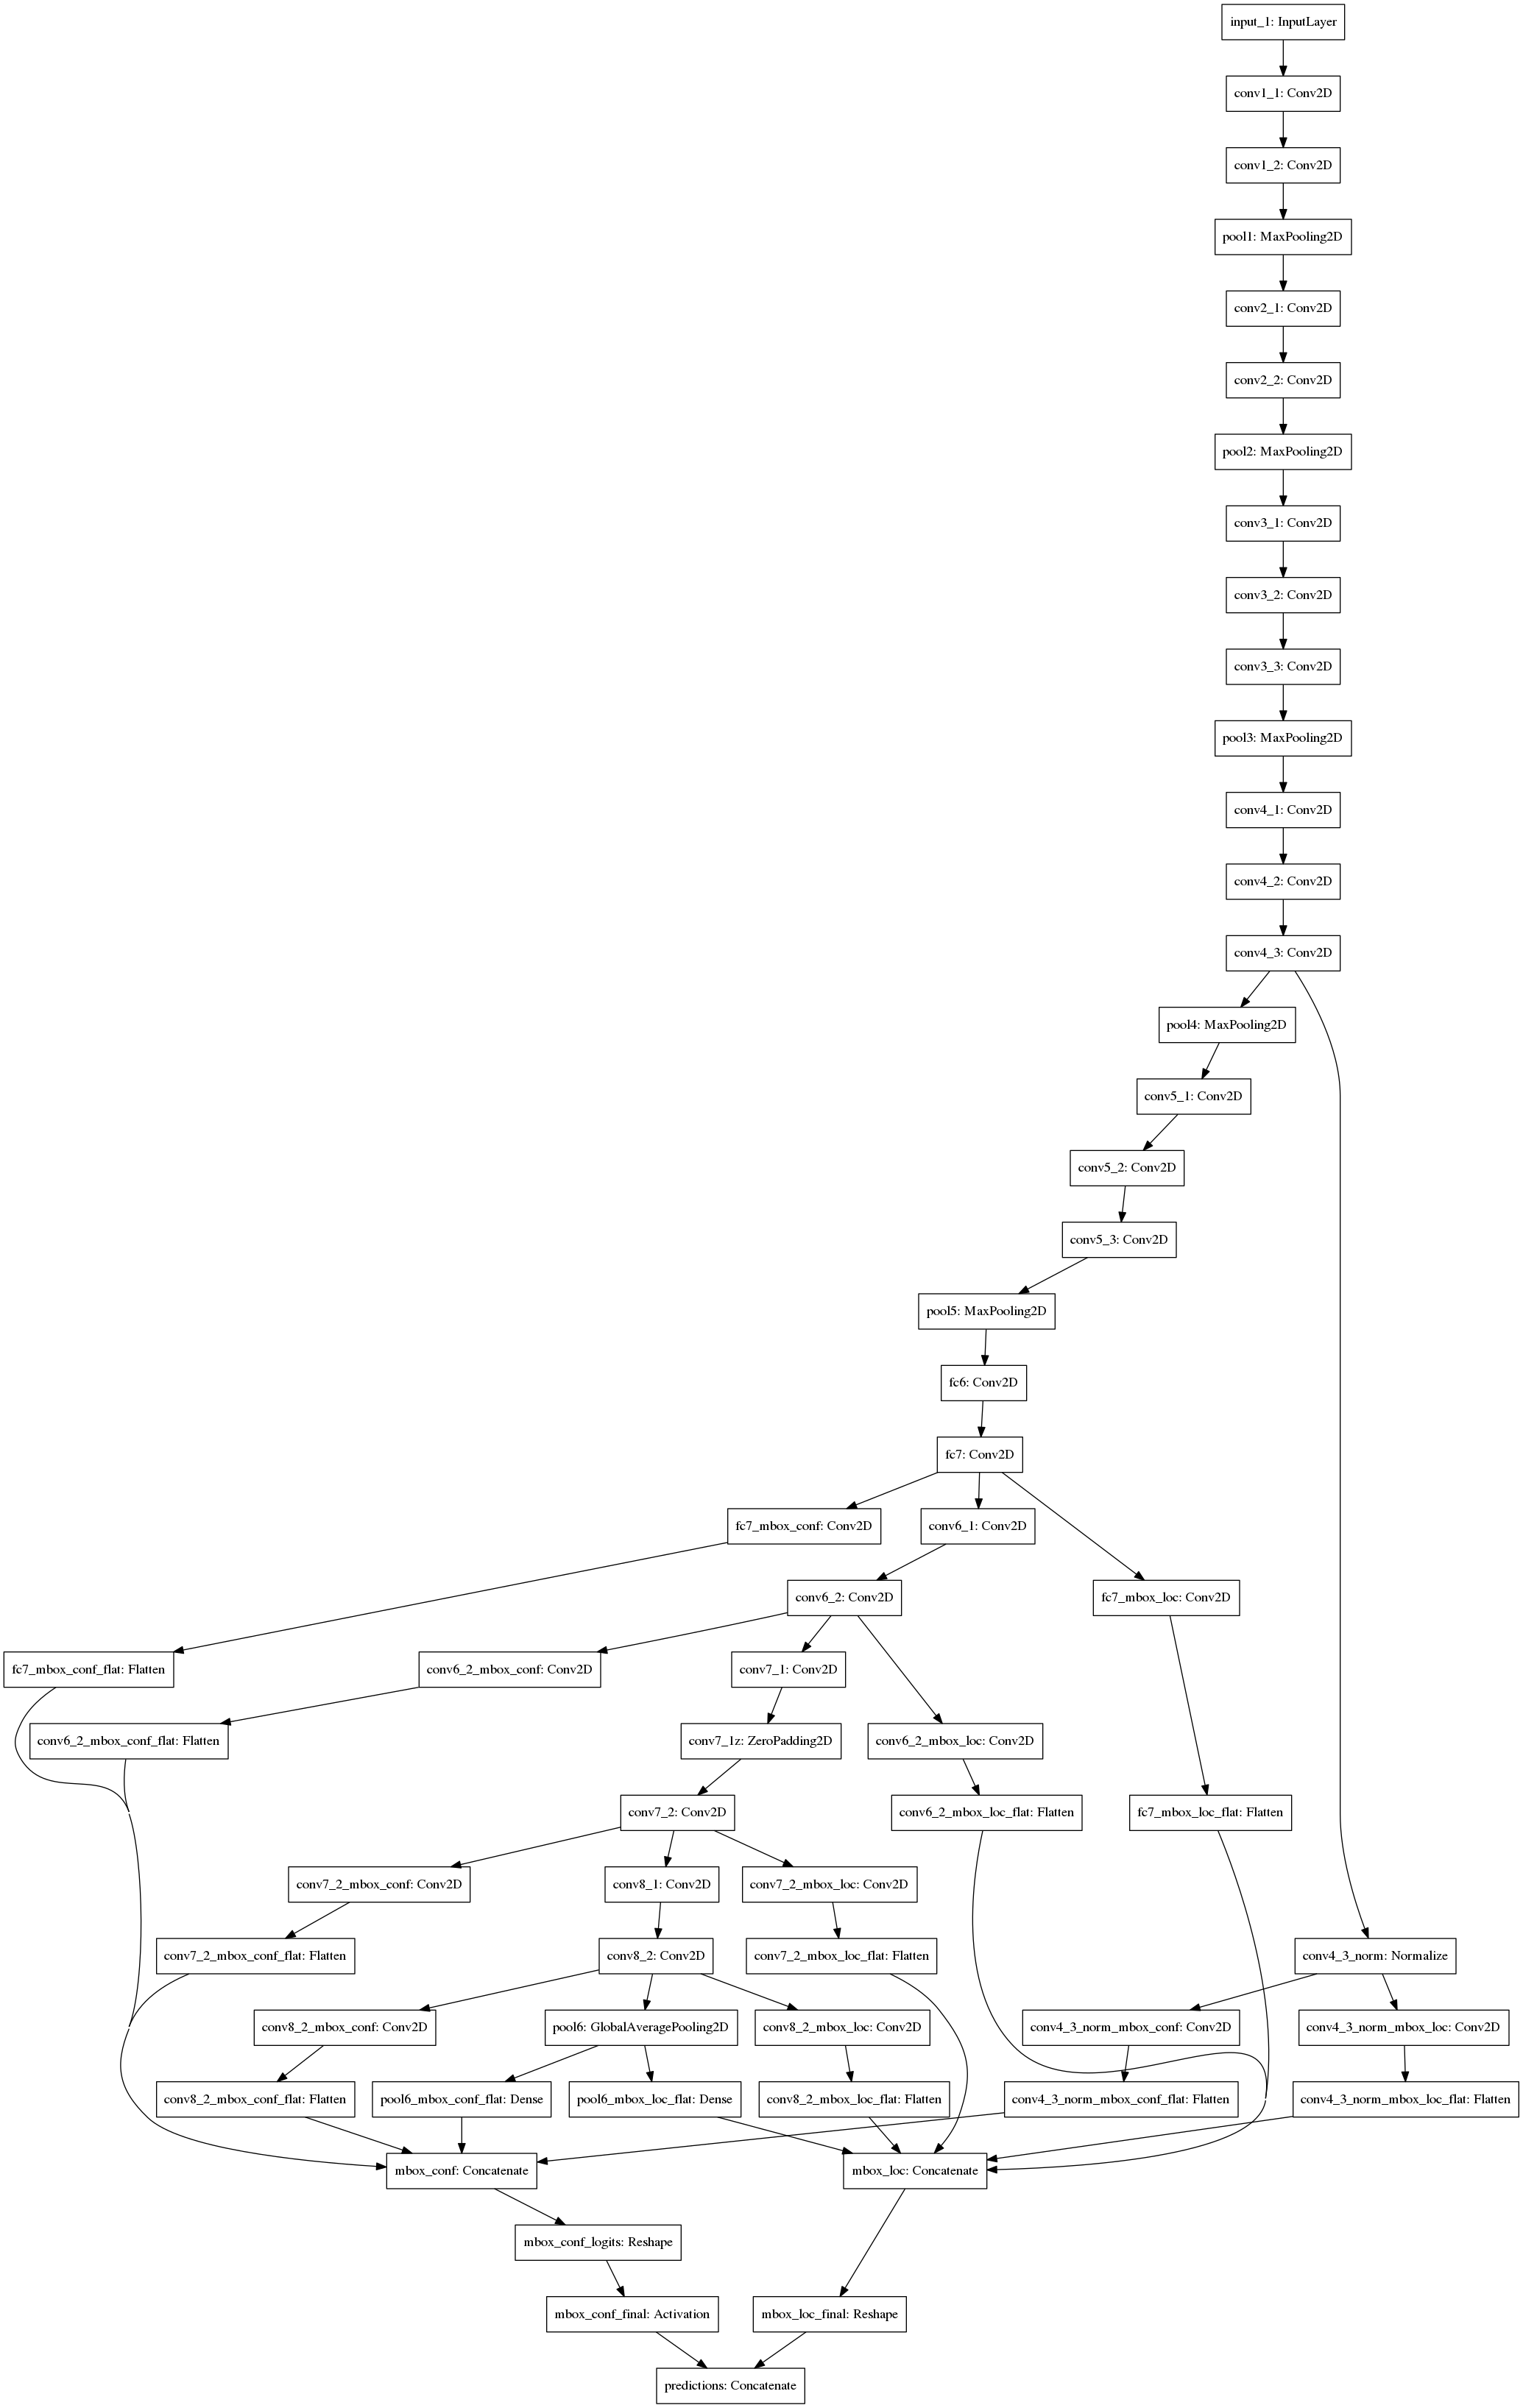 input_1: InputLayer
conv1_1: Conv2D
conv1_2: Conv2D
pool1: MaxPooling2D
conv2_1: Conv2D
conv2_2: Conv2D
pool2: MaxPooling2D
conv3_1: Conv2D
conv3_2: Conv2D
conv3_3: Conv2D
pool3: MaxPooling2D
conv4_1: Conv2D
conv4_2: Conv2D
conv4_3: Conv2D
pool4: MaxPooling2D
conv5_1: Conv2D
conv5_2: Conv2D
conv5_3: Conv2D
pool5: MaxPooling2D
fc6: Conv2D
fc7: Conv2D
fc7_mbox_conf: Conv2D
conv6_1: Conv2D
conv6_2: Conv2D
fc7_mbox_loc: Conv2D
fc7_mbox_conf_flat: Flatten
conv6_2_mbox_conf: Conv2D
conv7_1: Conv2D
conv6_2_mbox_conf_flat: Flatten
conv7_1z: ZeroPadding2D
conv6_2_mbox_loc: Conv2D
conv7_2: Conv2D
conv6_2_mbox_loc_flat: Flatten
fc7_mbox_loc_flat: Flatten
conv7_2_mbox_conf: Conv2D
conv8_1: Conv2D
conv7_2_mbox_loc: Conv2D
conv7_2_mbox_conf_flat: Flatten
conv8_2: Conv2D
conv7_2_mbox_loc_flat: Flatten
conv4_3_norm: Normalize
conv8_2_mbox_conf: Conv2D
pool6: GlobalAveragePooling2D
conv8_2_mbox_loc: Conv2D
conv4_3_norm_mbox_conf: Conv2D
conv4_3_norm_mbox_loc: Conv2D
conv8_2_mbox_conf_flat: Flatten
pool6_mbox_conf_flat: Dense
pool6_mbox_loc_flat: Dense
conv8_2_mbox_loc_flat: Flatten
conv4_3_norm_mbox_conf_flat: Flatten
conv4_3_norm_mbox_loc_flat: Flatten
mbox_conf: Concatenate
mbox_loc: Concatenate
mbox_conf_logits: Reshape
mbox_conf_final: Activation
mbox_loc_final: Reshape
predictions: Concatenate